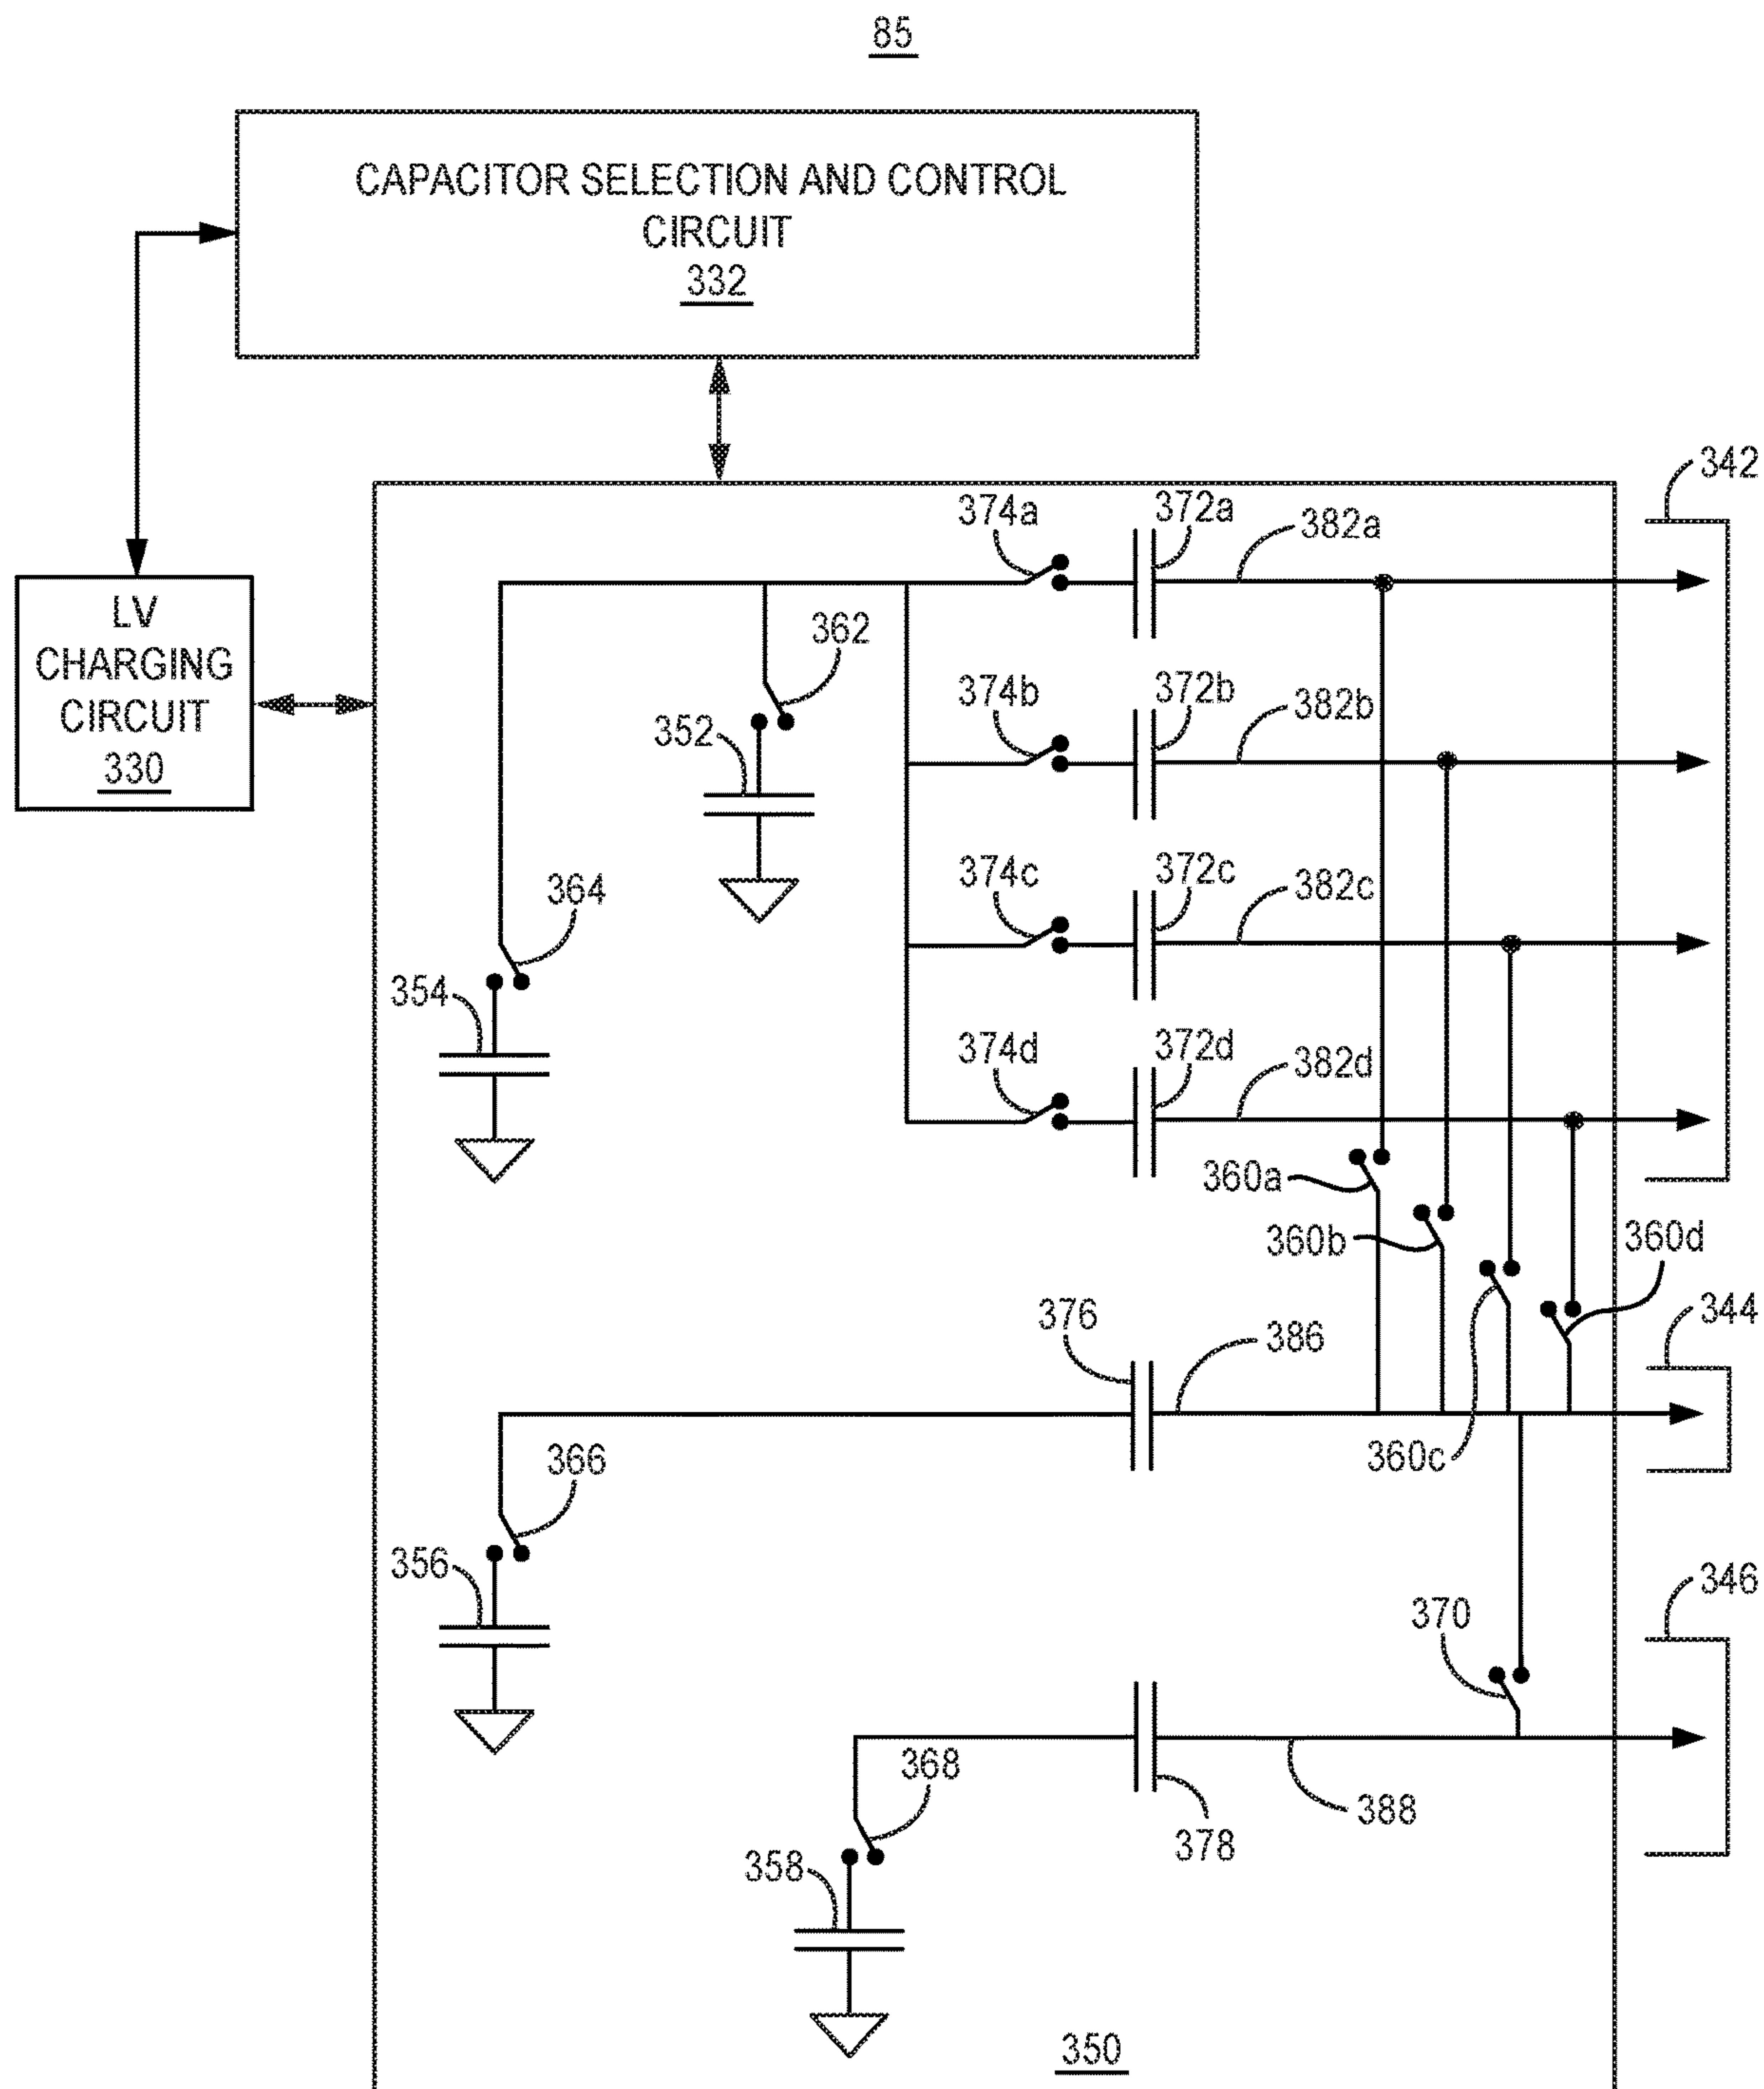 85
CAPACITOR SELECTION AND CONTROL
CIRCUIT
332
342
374a
372a
382a
LV
CHARGING
CIRCUIT
330
362
352
374b
372b
382b
364
354
374c
372c
382c
374d
372d
382d
360a
360b
360d
376
386
344
360c
366
356
346
370
368
388
378
358
350